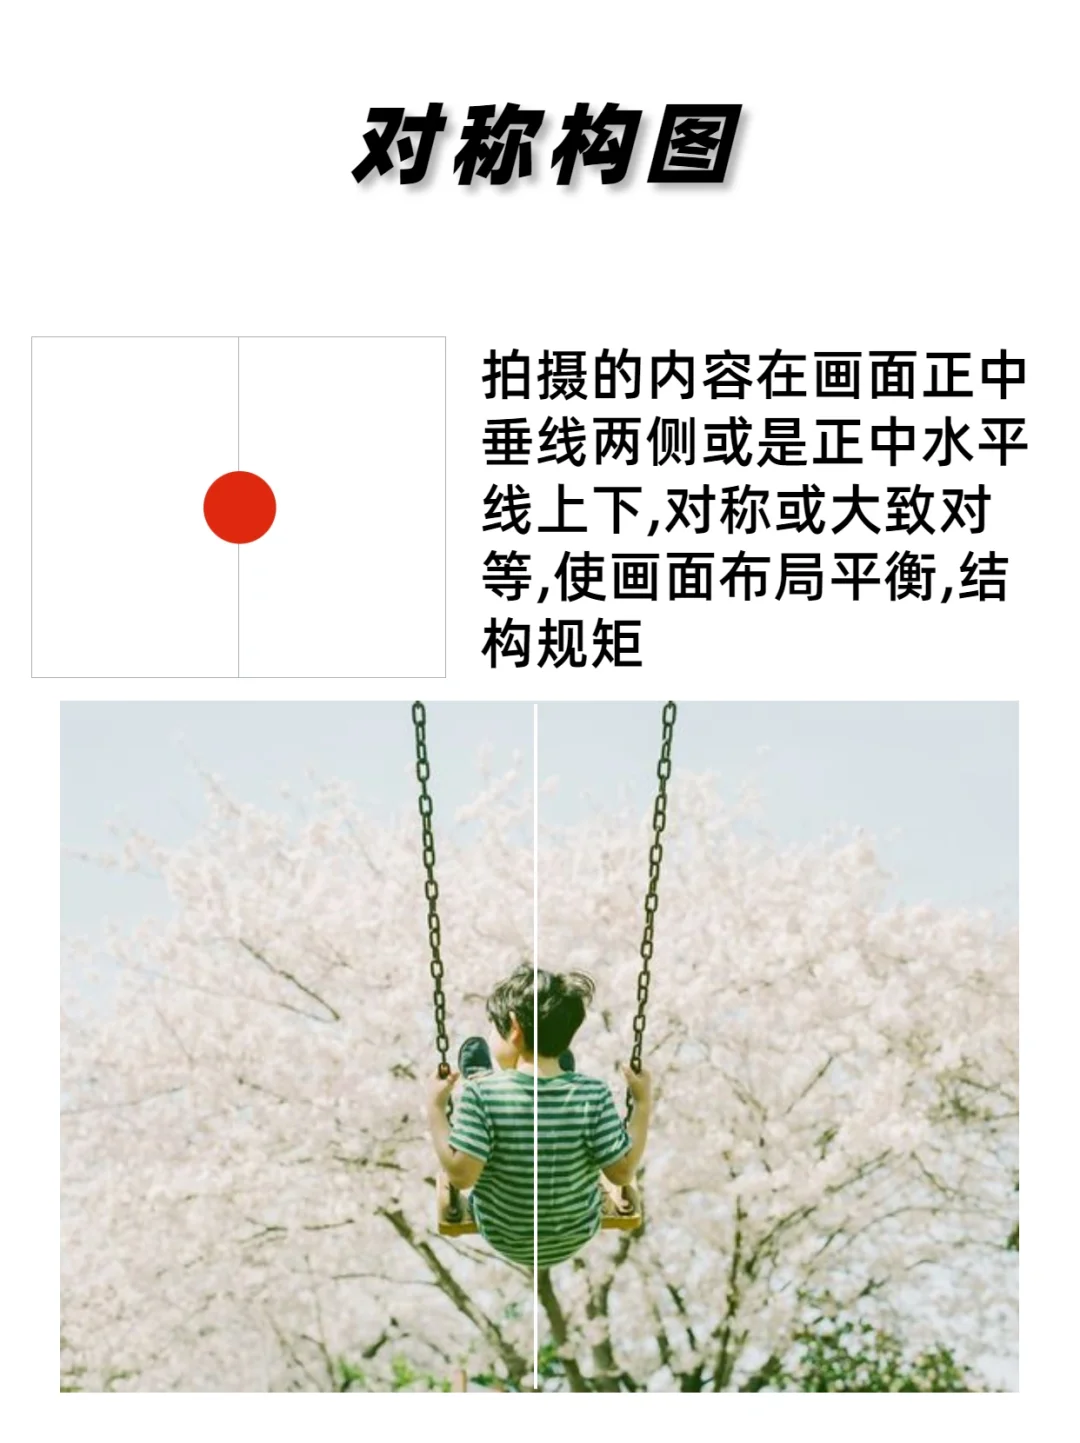 对称构图
拍摄的内容在画面正中
垂线两侧或是正中水平
线上下,对称或大致对
等,使画面布局平衡,结
构规矩